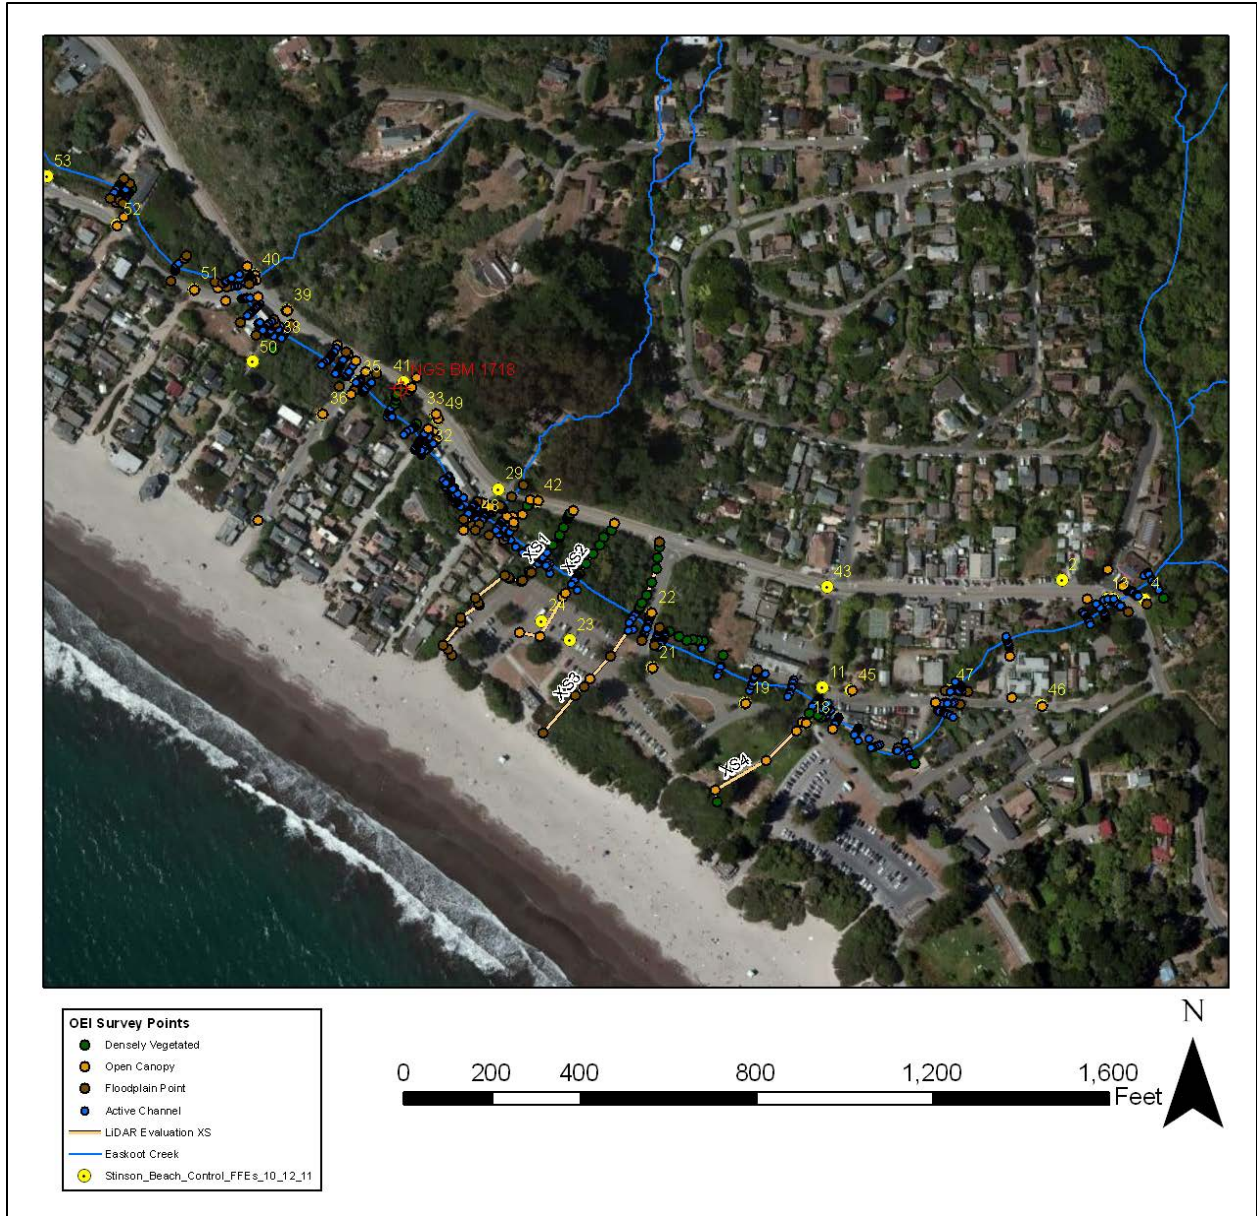 53
52
51
40
39
38
50
35
41
NGS BM 1718
36
33
49
32
29
42
48
XS1
XS2
43
2
13
4
24
22
23
21
XS3
19
11
45
47
46
18
XS4
OEI Survey Points
Densely Vegetated
Open Canopy
Floodplain Point
Active Channel
LiDAR Evaluation XS
Easkoot Creek
Stinson_Beach_Control_FFEs_10_12_11
0 200 400 800 1,200 1,600
Feet
N